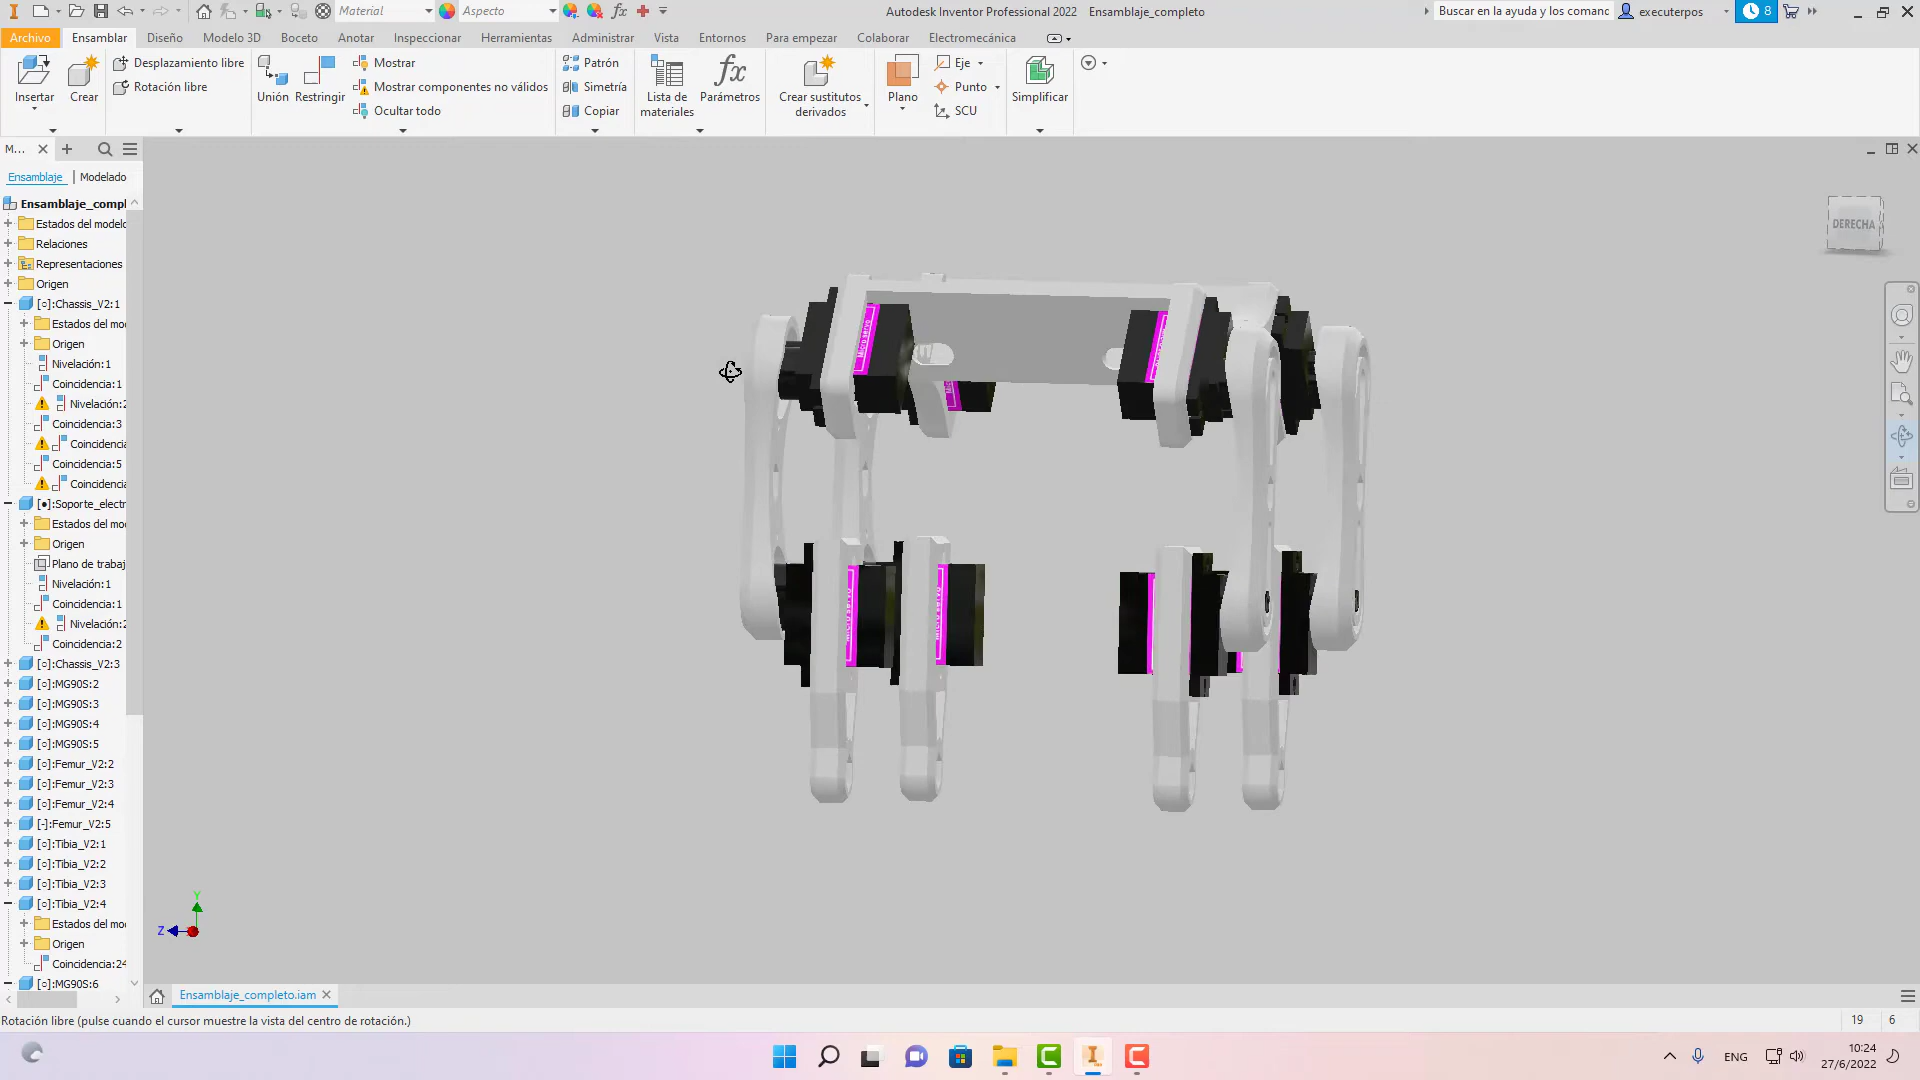 Material
Aspecto
Autodesk Inventor Professional 2022 Ensamblaje_completo
Buscar en la ayuda y los comanc
executerpos
8
Archivo Ensamblar Diseño Modelo 3D Boceto Anotar Inspeccionar Herramientas Administrar Vista Entornos Para empezar Colaborar Electromecánica
Insertar
Crear
Desplazamiento libre
Rotación libre
Unión
Restringir
Mostrar
Mostrar componentes no válidos
Ocultar todo
Patrón
Simetría
Copiar
Lista de
materiales
Parámetros
Crear sustitutos
derivados
Plano
Eje
Punto
SCU
Simplificar
M...
Ensamblaje Modelado
Ensamblaje_compl
Estados del modelo
Relaciones
Representaciones
Origen
[○]:Chassis_V2:1
Estados del mo
Origen
Nivelación:1
Coincidencia:1
Nivelación:2
Coincidencia:3
Coincidencia
Coincidencia:5
Coincidencia
[●]:Soporte_electr
Estados del mo
Origen
Plano de trabaj
Nivelación:1
Coincidencia:1
Nivelación:2
Coincidencia:2
[○]:Chassis_V2:3
[○]:MG90S:2
[○]:MG90S:3
[○]:MG90S:4
[○]:MG90S:5
[○]:Femur_V2:2
[○]:Femur_V2:3
[○]:Femur_V2:4
[-]:Femur_V2:5
[○]:Tibia_V2:1
[○]:Tibia_V2:2
[○]:Tibia_V2:3
[○]:Tibia_V2:4
Estados del mo
Origen
Coincidencia:24
[○]:MG90S:6
DERECHA
Micro servo
Micro servo
Micro servo
Y
Z
Ensamblaje_completo.iam
Rotación libre (pulse cuando el cursor muestre la vista del centro de rotación.)
19 6
ENG
10:24
27/6/2022